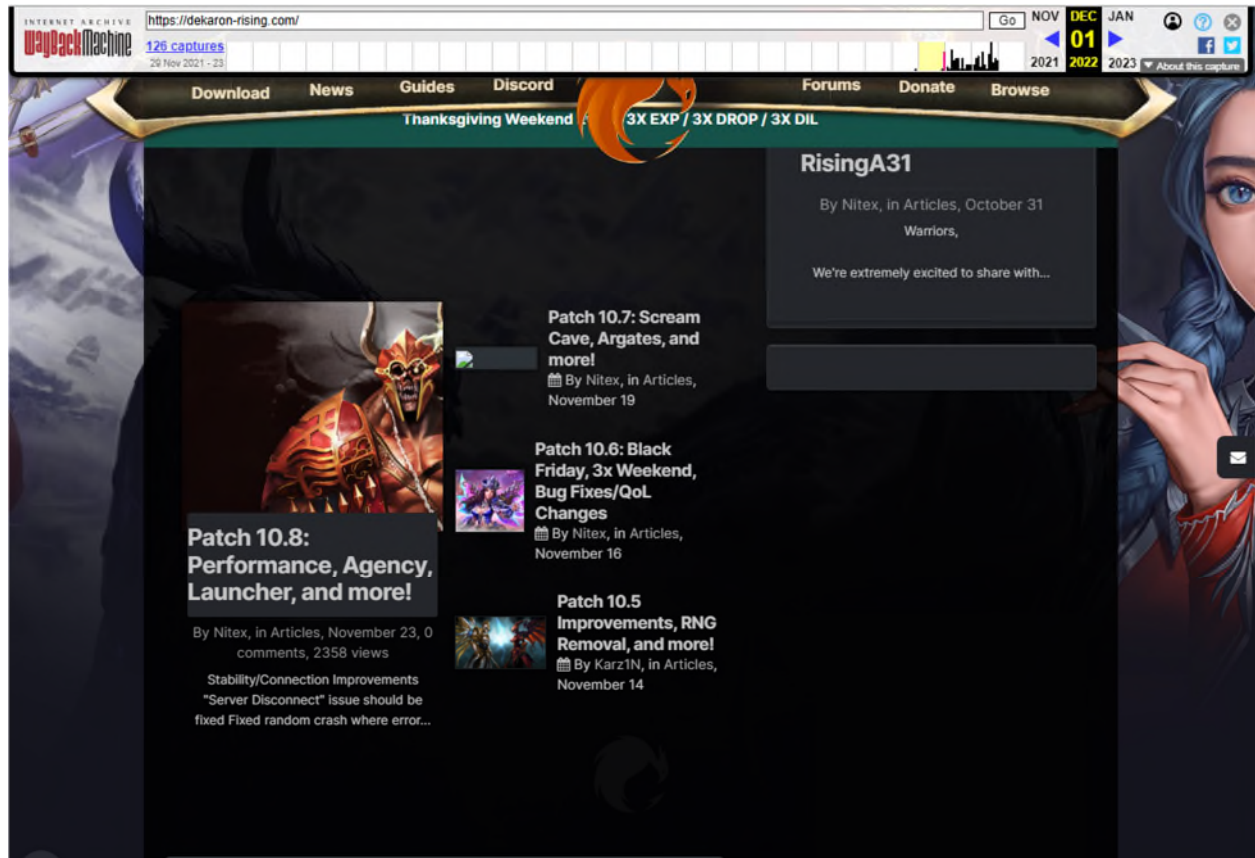 INTERNET ARCHIVE
WayBackMachine
https://dekaron-rising.com/
Go
NOV DEC JAN
126 captures
01
29 Nov 2021 - 23
2021 2022 2023
About this capture
Download News Guides Discord Forums Donate Browse
Thanksgiving Weekend 3X EXP / 3X DROP / 3X DIL
RisingA31
By Nitex, in Articles, October 31
Warriors,
We're extremely excited to share with...
Patch 10.8:
Performance, Agency,
Launcher, and more!
By Nitex, in Articles, November 23, 0
comments, 2358 views
Stability/Connection Improvements
"Server Disconnect" issue should be
fixed Fixed random crash where error...
Patch 10.7: Scream
Cave, Argates, and
more!
By Nitex, in Articles,
November 19
Patch 10.6: Black
Friday, 3x Weekend,
Bug Fixes/QoL
Changes
By Nitex, in Articles,
November 16
Patch 10.5
Improvements, RNG
Removal, and more!
By Karz1N, in Articles,
November 14